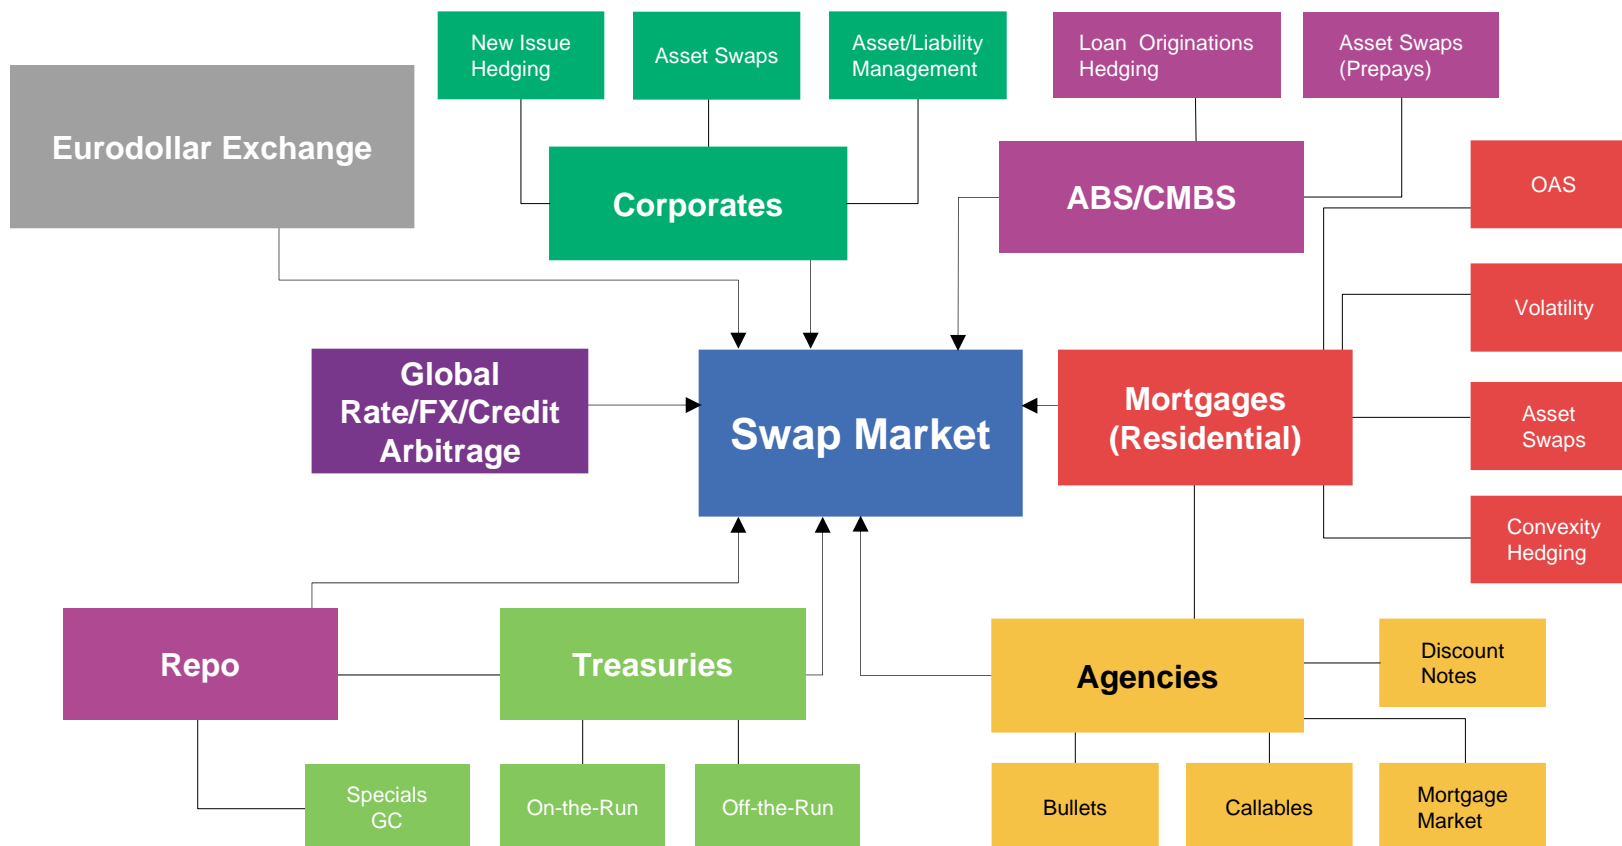 New Issue
Hedging
Asset Swaps
Asset/Liability
Management
Loan Originations
Hedging
Asset Swaps
(Prepays)
Eurodollar Exchange
Corporates
ABS/CMBS
OAS
Volatility
Global
Rate/FX/Credit
Arbitrage
Swap Market
Mortgages
(Residential)
Asset
Swaps
Convexity
Hedging
Repo
Treasuries
Agencies
Discount
Notes
Specials
GC
On-the-Run
Off-the-Run
Bullets
Callables
Mortgage
Market